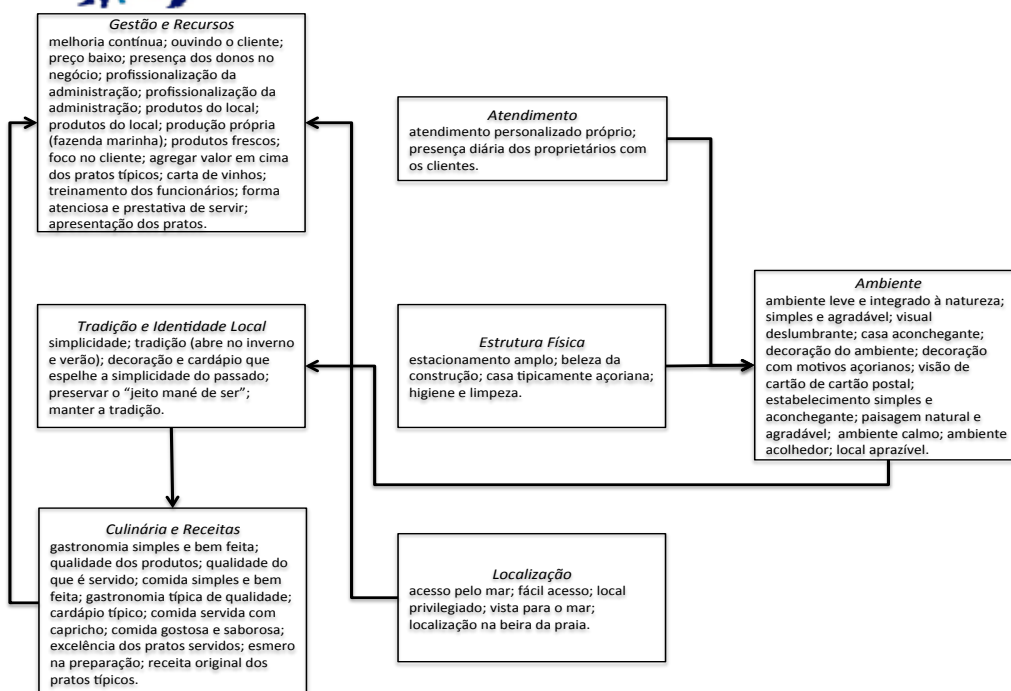 Gestão e Recursos
melhoria contínua; ouvindo o cliente;
preço baixo; presença dos donos no
negócio; profissionalização da
administração; profissionalização da
administração; produtos do local;
produtos do local; produção própria
(fazenda marinha); produtos frescos;
foco no cliente; agregar valor em cima
dos pratos típicos; carta de vinhos;
treinamento dos funcionários; forma
atenciosa e prestativa de servir;
apresentação dos pratos.
Atendimento
atendimento personalizado próprio;
presença diária dos proprietários com
os clientes.
Tradição e Identidade Local
simplicidade; tradição (abre no inverno
e verão); decoração e cardápio que
espelhe a simplicidade do passado;
preservar o “jeito mané de ser”;
manter a tradição.
Estrutura Física
estacionamento amplo; beleza da
construção; casa tipicamente açoriana;
higiene e limpeza.
Ambiente
ambiente leve e integrado à natureza;
simples e agradável; visual
deslumbrante; casa aconchegante;
decoração do ambiente; decoração
com motivos açorianos; visão de
cartão de cartão postal;
estabelecimento simples e
aconchegante; paisagem natural e
agradável; ambiente calmo; ambiente
acolhedor; local aprazível.
Culinária e Receitas
gastronomia simples e bem feita;
qualidade dos produtos; qualidade do
que é servido; comida simples e bem
feita; gastronomia típica de qualidade;
cardápio típico; comida servida com
capricho; comida gostosa e saborosa;
excelência dos pratos servidos; esmero
na preparação; receita original dos
pratos típicos.
Localização
acesso pelo mar; fácil acesso; local
privilegiado; vista para o mar;
localização na beira da praia.